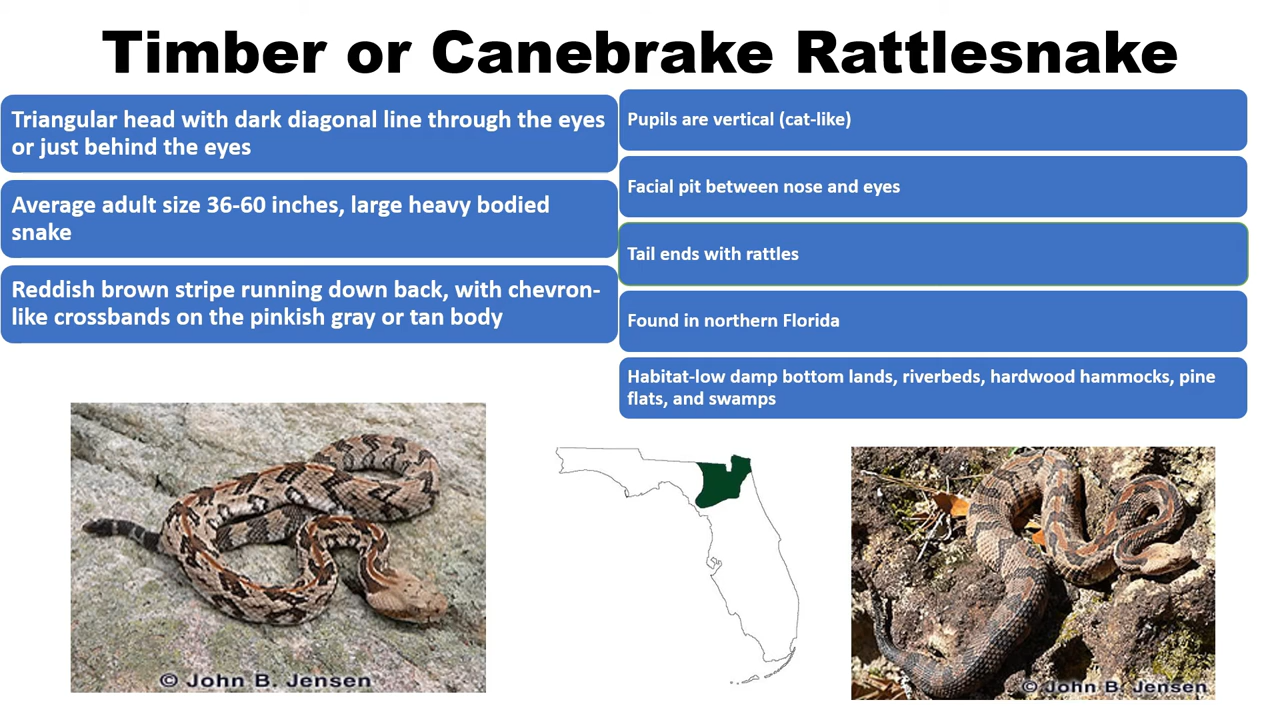 Timber or Canebrake Rattlesnake
Triangular head with dark diagonal line through the eyes
or just behind the eyes
Average adult size 36-60 inches, large heavy bodied
snake
Reddish brown stripe running down back, with chevron-
like crossbands on the pinkish gray or tan body
Pupils are vertical (cat-like)
Facial pit between nose and eyes
Tail ends with rattles
Found in northern Florida
Habitat-low damp bottom lands, riverbeds, hardwood hammocks, pine
flats, and swamps
© John B. Jensen
© John B. Jensen